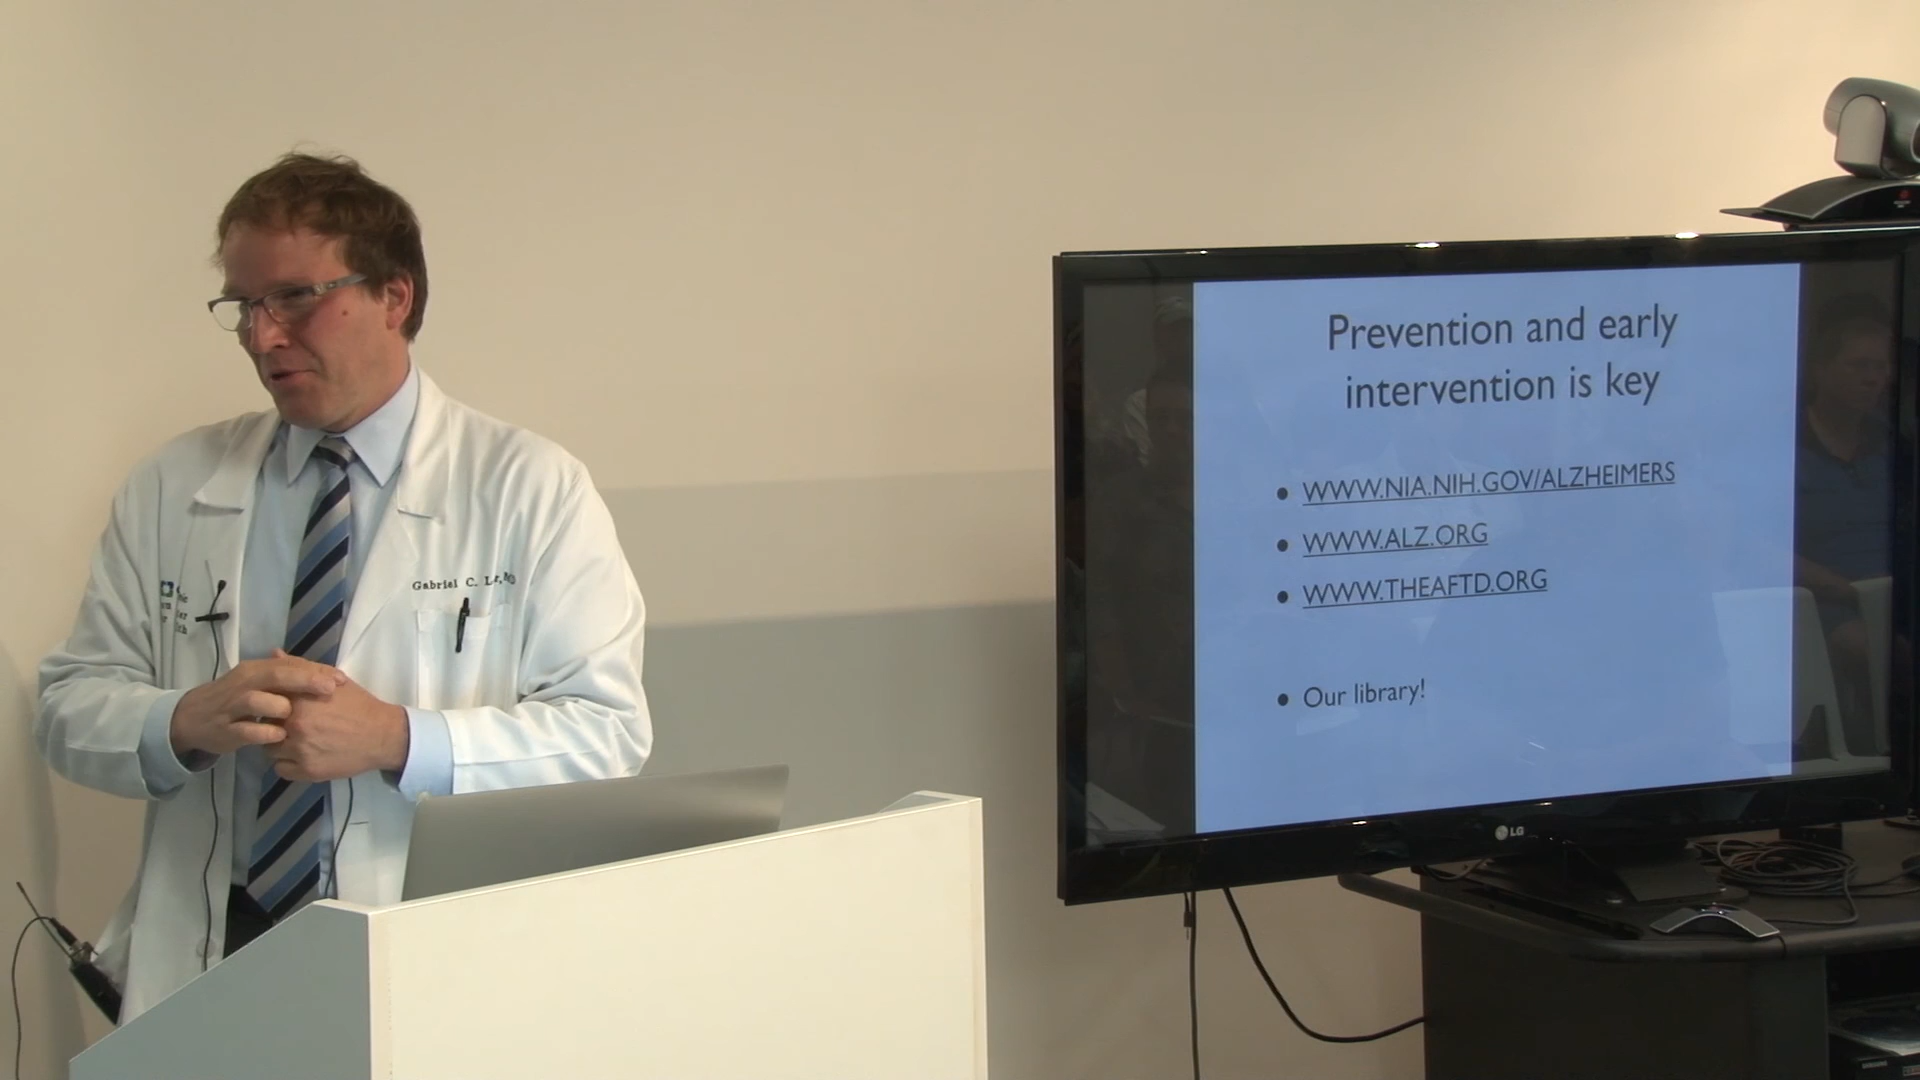 Prevention and early
intervention is key
• WWW.NIA.NIH.GOV/ALZHEIMERS
• WWW.ALZ.ORG
• WWW.THEAFTD.ORG
• Our library!
Gabriel C.
LG
SAMSUNG